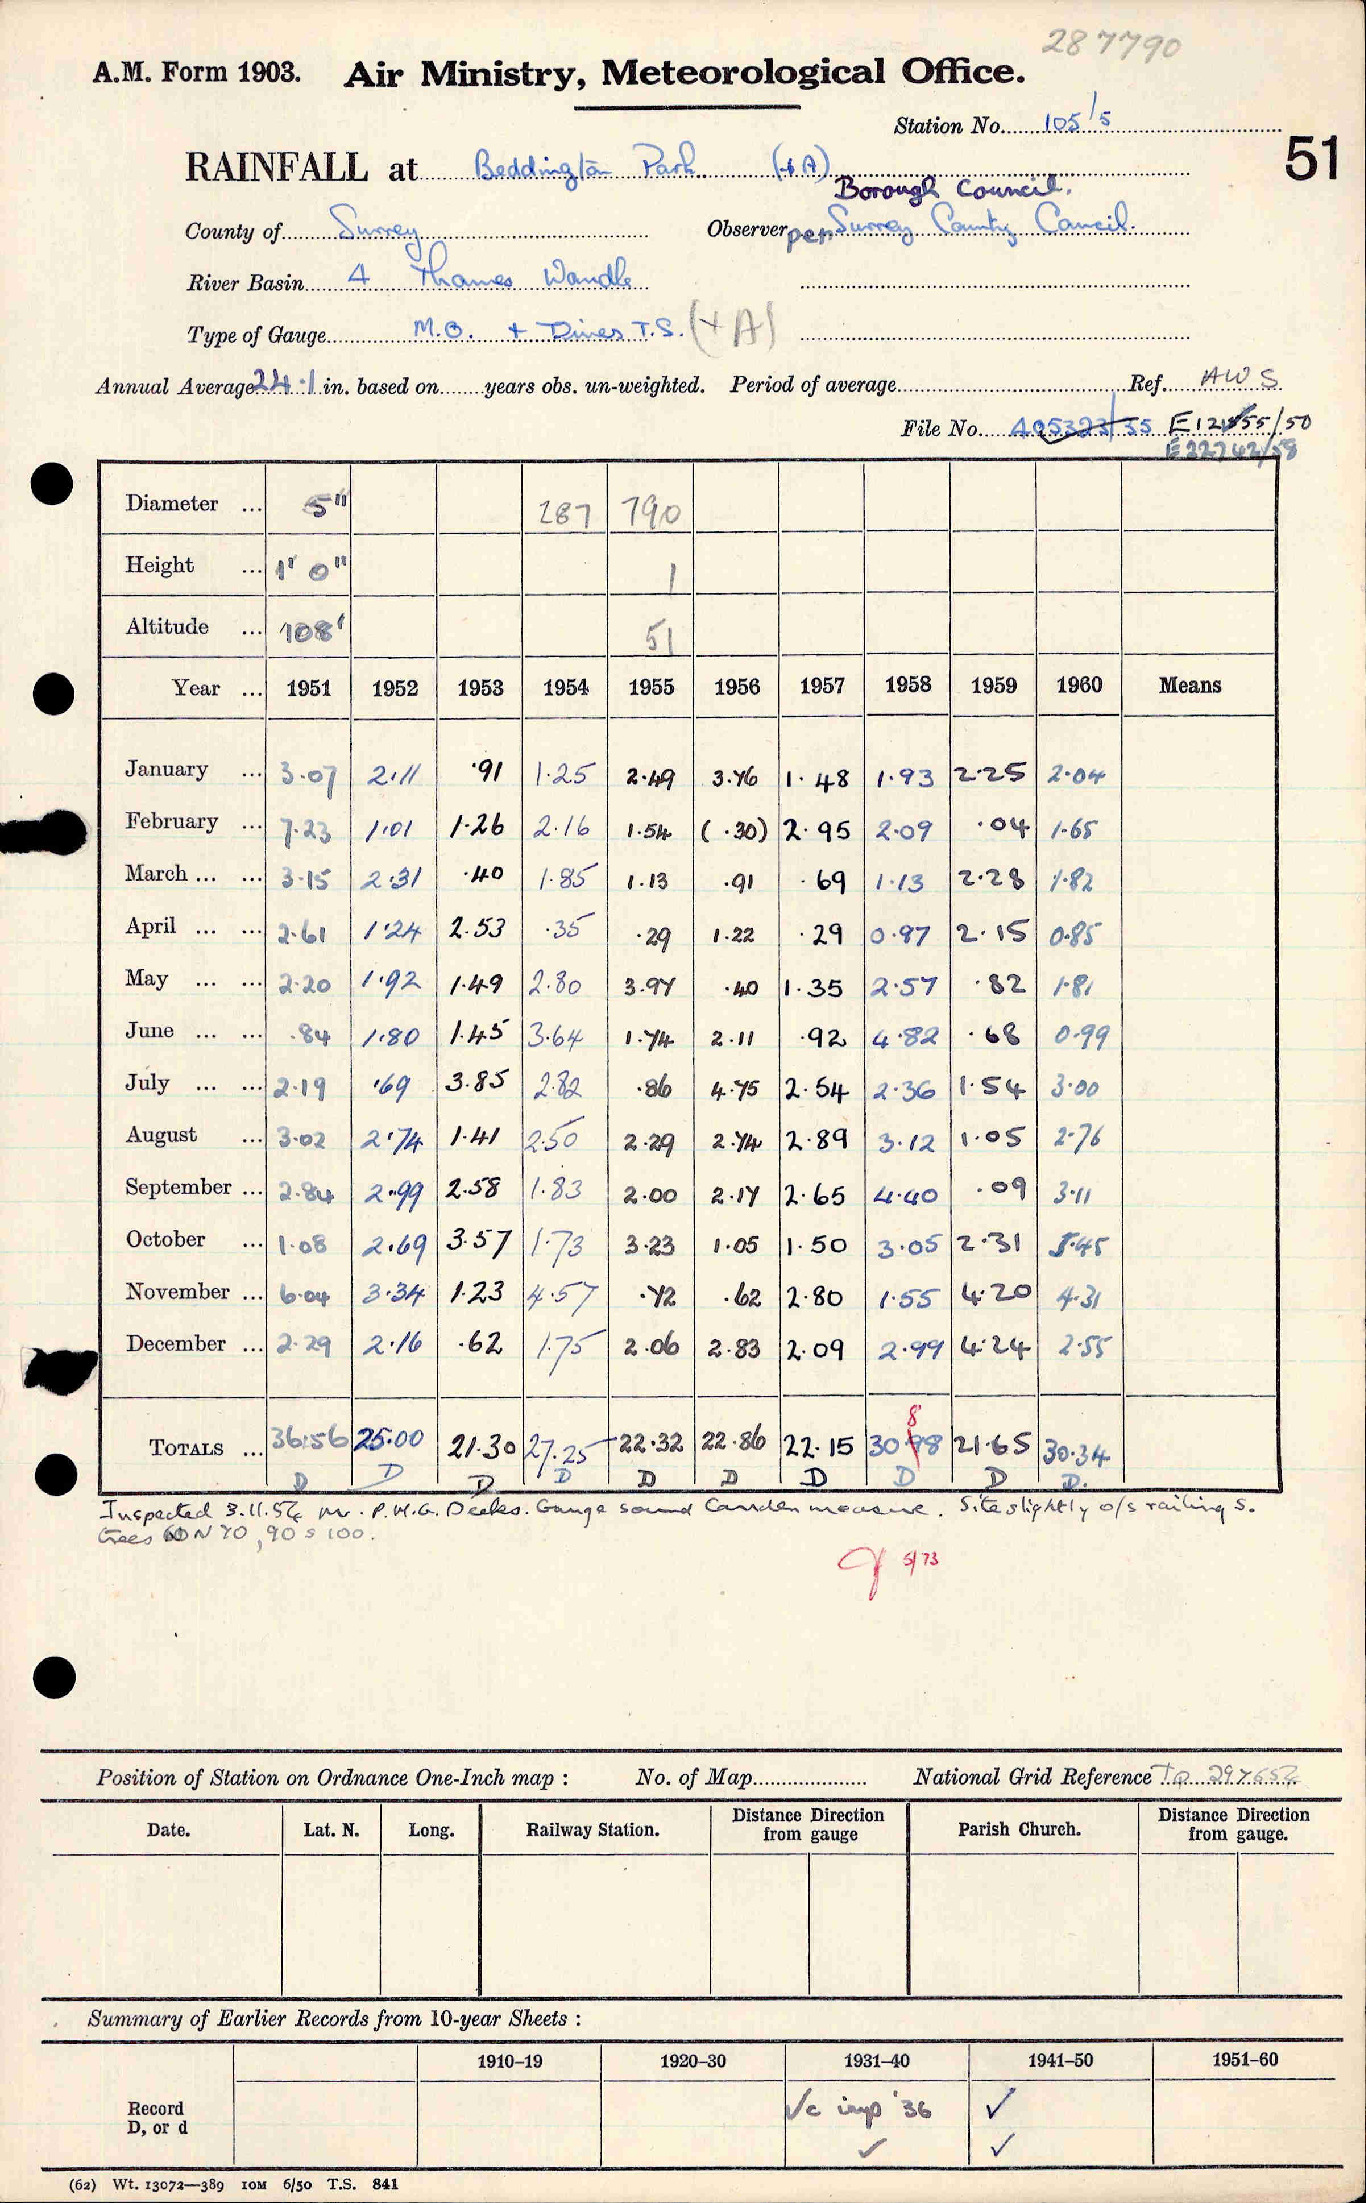 287790
A.M. Form 1903. Air Ministry, Meteorological Office.
Station No. 105/5
51
RAINFALL at Beddington Park (+A)
Borough Council.
County of Surrey Observer per Surrey County Council.
River Basin 4 Thames Wandle
Type of Gauge M.O. + Dines T.S. (+A)
Annual Average 24.1 in. based on years obs. un-weighted. Period of average Ref. AWS
File No. 405323/55 E12155/50
E22742/58
Diameter ... 5" 287 790
Height ... 1' 0" 1
Altitude ... 108' 51
Year ... 1951 1952 1953 1954 1955 1956 1957 1958 1959 1960 Means
January ... 3.07 2.11 .91 1.25 2.49 3.76 1.48 1.93 2.25 2.04
February ... 7.23 1.01 1.26 2.16 1.54 (.30) 2.95 2.09 .04 1.65
March ... ... 3.15 2.31 .40 1.85 1.13 .91 .69 1.13 2.28 1.82
April ... ... 2.61 1.24 2.53 .35 .29 1.22 .29 0.97 2.15 0.85
May ... ... 2.20 1.92 1.49 2.80 3.97 .40 1.35 2.57 .82 1.81
June ... ... .84 1.80 1.45 3.64 1.74 2.11 .92 4.82 .68 0.99
July ... ... 2.19 .69 3.85 2.82 .86 4.75 2.54 2.36 1.54 3.00
August ... 3.02 2.74 1.41 2.50 2.29 2.74 2.89 3.12 1.05 2.76
September ... 2.84 2.99 2.58 1.83 2.00 2.17 2.65 4.40 .09 3.11
October ... 1.08 2.69 3.57 1.73 3.23 1.05 1.50 3.05 2.31 5.45
November ... 6.04 3.34 1.23 4.57 .72 .62 2.80 1.55 4.20 4.31
December ... 2.29 2.16 .62 1.75 2.06 2.83 2.09 2.99 4.24 2.55
8
TOTALS ... 36.56 25.00 21.30 27.25 22.32 22.86 22.15 30.98 21.65 30.34
D D D D D D D D D D.
Inspected 3.11.54 Mr. P.H.G. Deeks. Gauge sound Camden measure. Site slightly o/s railings.
trees 60 N 70, 90 S 100.
5/73
Position of Station on Ordnance One-Inch map : No. of Map National Grid Reference TQ 297652
Date. Lat. N. Long. Railway Station. Distance Direction from gauge Parish Church. Distance Direction from gauge.
Summary of Earlier Records from 10-year Sheets :
1910–19 1920–30 1931–40 1941–50 1951–60
Record
D, or d
√c imp '36 ✓
✓ ✓
(62) Wt. 13072—389 10M 6/50 T.S. 841